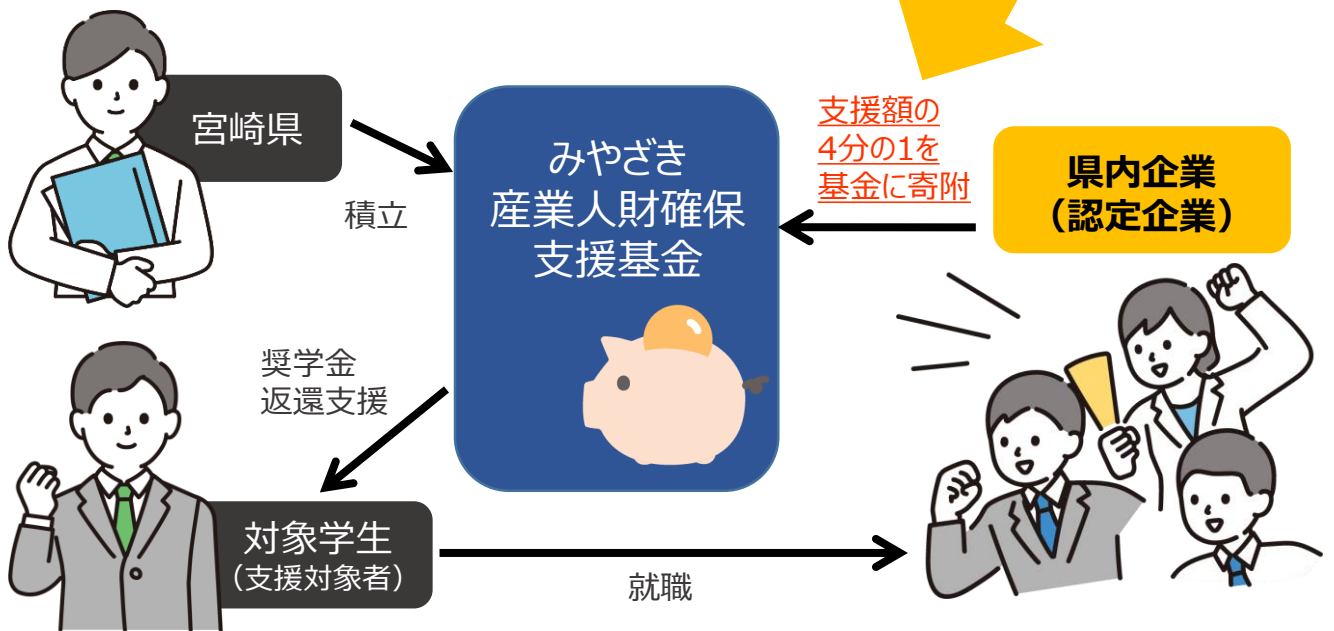 宮崎県
積立
みやざき
産業人財確保
支援基金
支援額の
4分の1を
基金に寄附
県内企業
（認定企業）
奨学金
返還支援
対象学生
（支援対象者）
就職